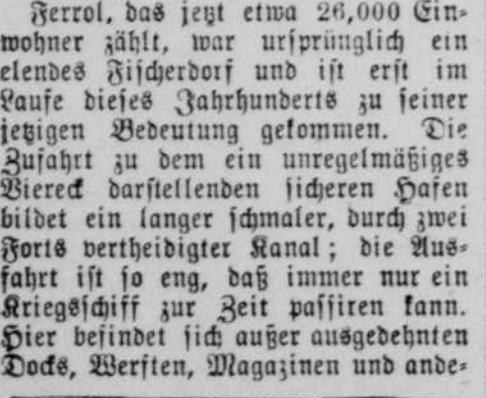 Ferrol, das jetzt etwa 26,000 Ein-
wohner zählt, war ursprünglich ein
elendes Fischerdorf und ist erst im
Laufe dieses Jahrhunderts zu seiner
jetzigen Bedeutung gekommen. Die
Zufahrt zu dem ein unregelmäßiges
Viereck darstellenden sicheren Hafen
bildet ein langer schmaler, durch zwei
Forts vertheidigter Kanal; die Aus-
fahrt ist so eng, daß immer nur ein
Kriegsschiff zur Zeit passiren kann.
Hier befindet sich außer ausgedehnten
Docks, Werften, Magazinen und ande-